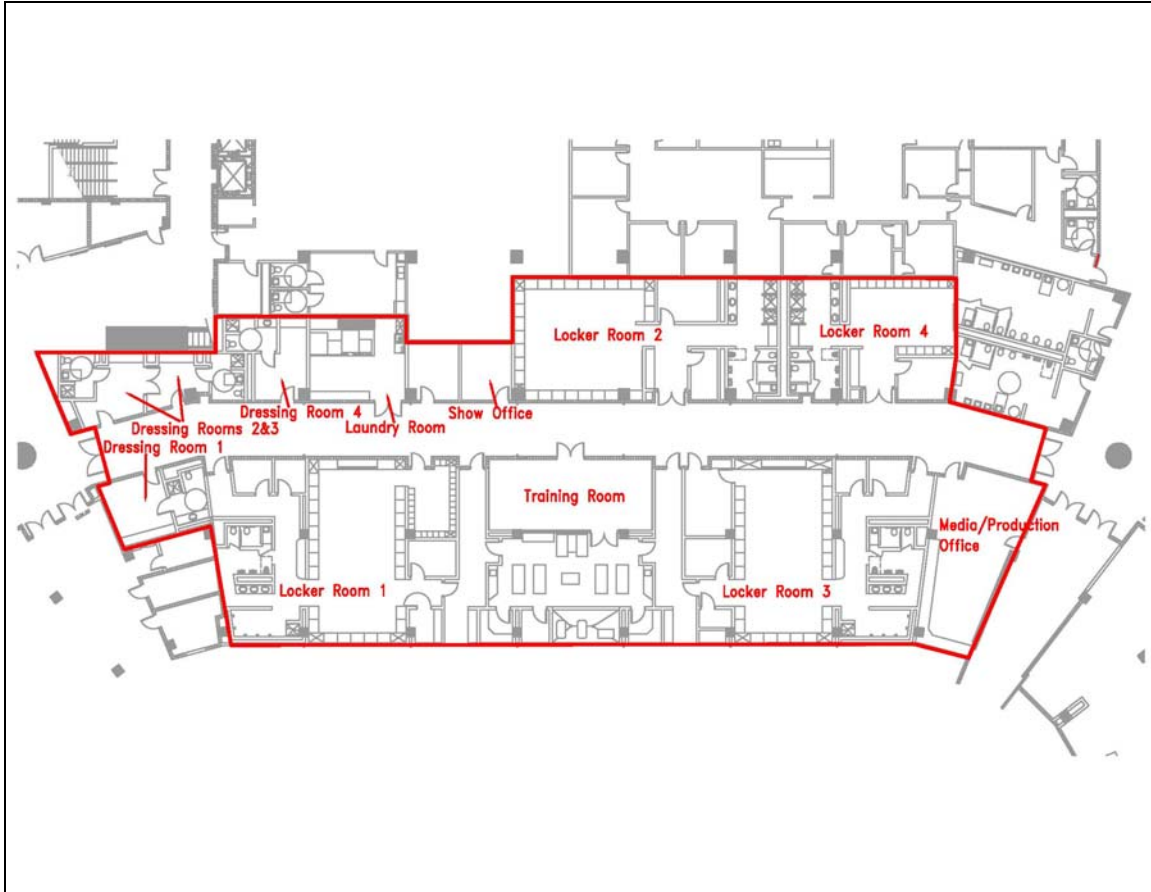 Locker Room 2
Locker Room 4
Dressing Room 4
Show Office
Laundry Room
Dressing Rooms 2&3
Dressing Room 1
Training Room
Media/Production
Office
Locker Room 1
Locker Room 3